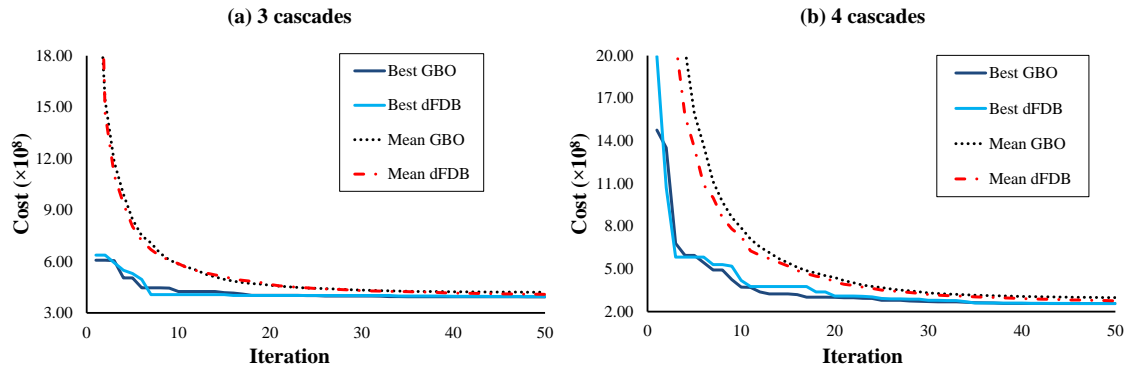 (a) 3 cascades
Cost (×10⁸)
18.00
15.00
12.00
9.00
6.00
3.00
0
10
20
30
40
50
Iteration
Best GBO
Best dFDB
Mean GBO
Mean dFDB
(b) 4 cascades
Cost (×10⁸)
20.00
17.00
14.00
11.00
8.00
5.00
2.00
0
10
20
30
40
50
Iteration
Best GBO
Best dFDB
Mean GBO
Mean dFDB